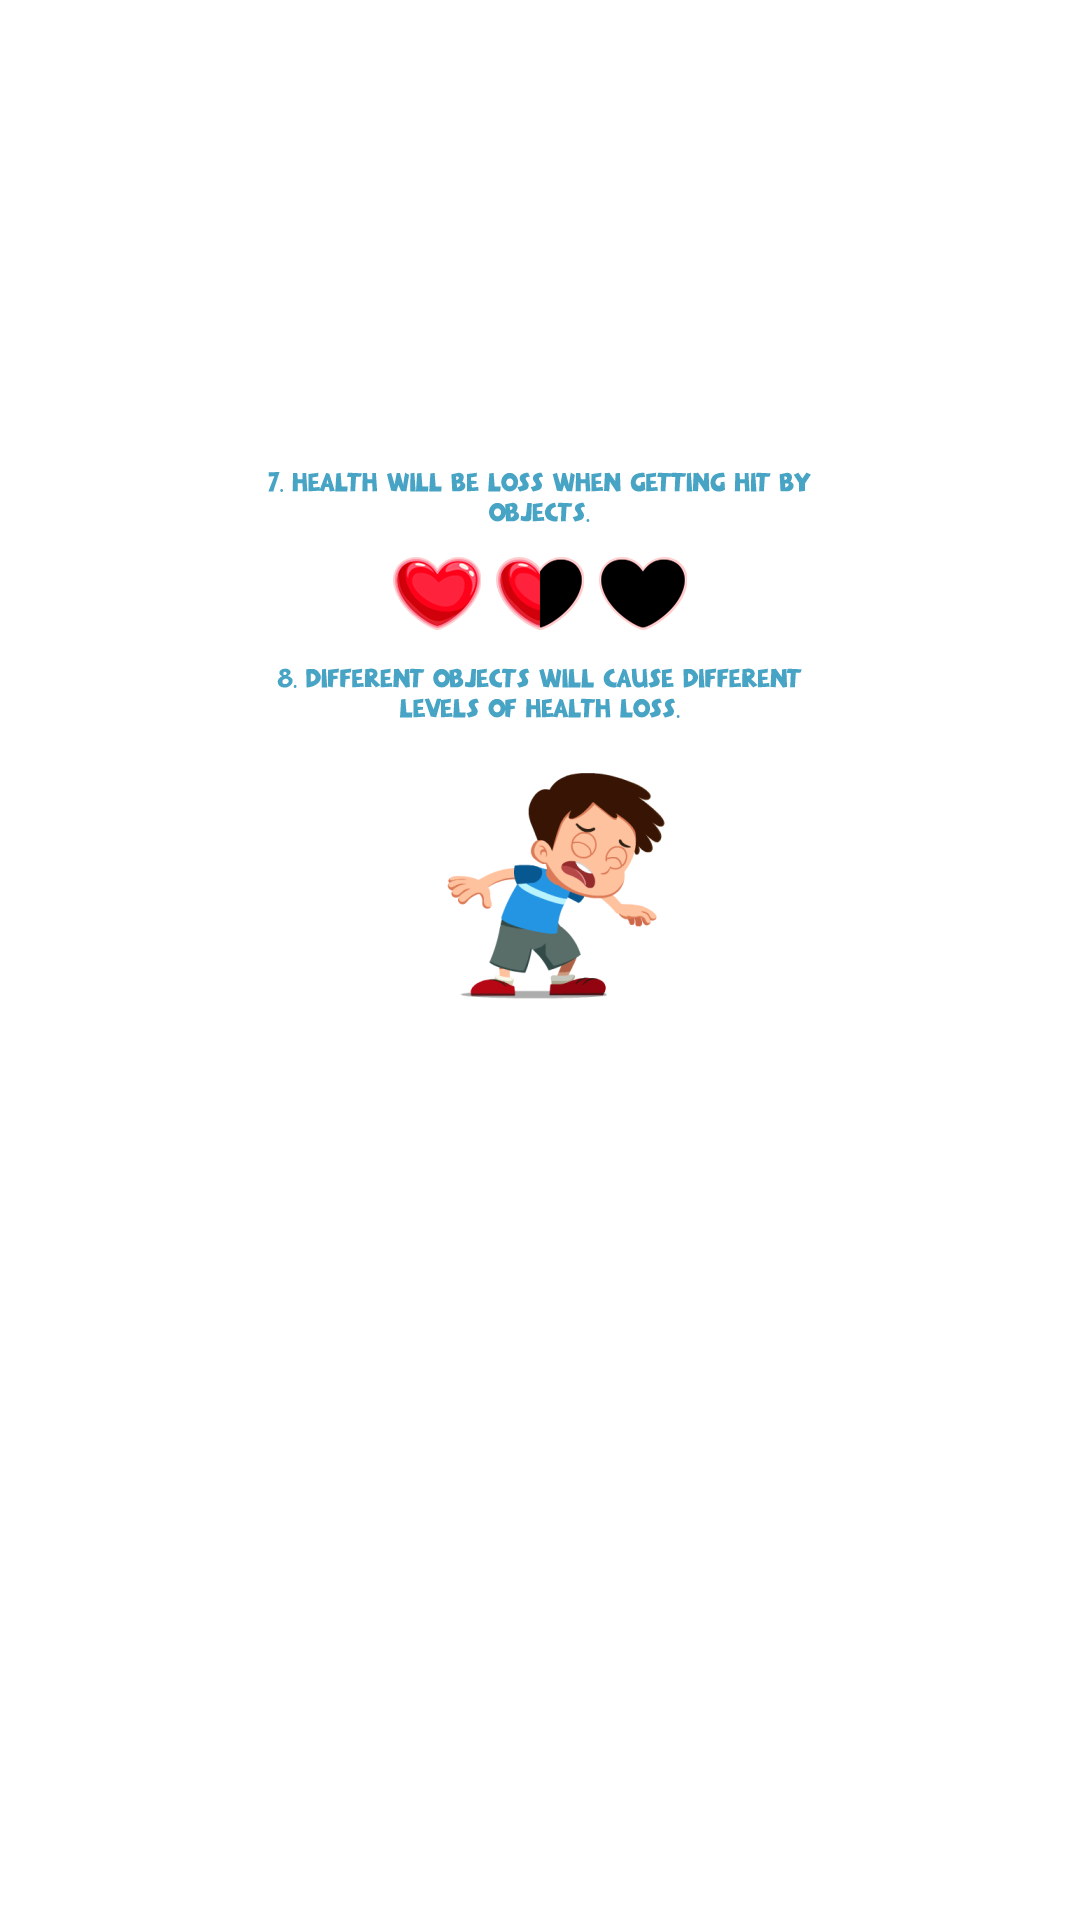 7. HEALTH WILL BE LOSS WHEN GETTING HIT BY
OBJECTS.
8. DIFFERENT OBJECTS WILL CAUSE DIFFERENT
LEVELS OF HEALTH LOSS.